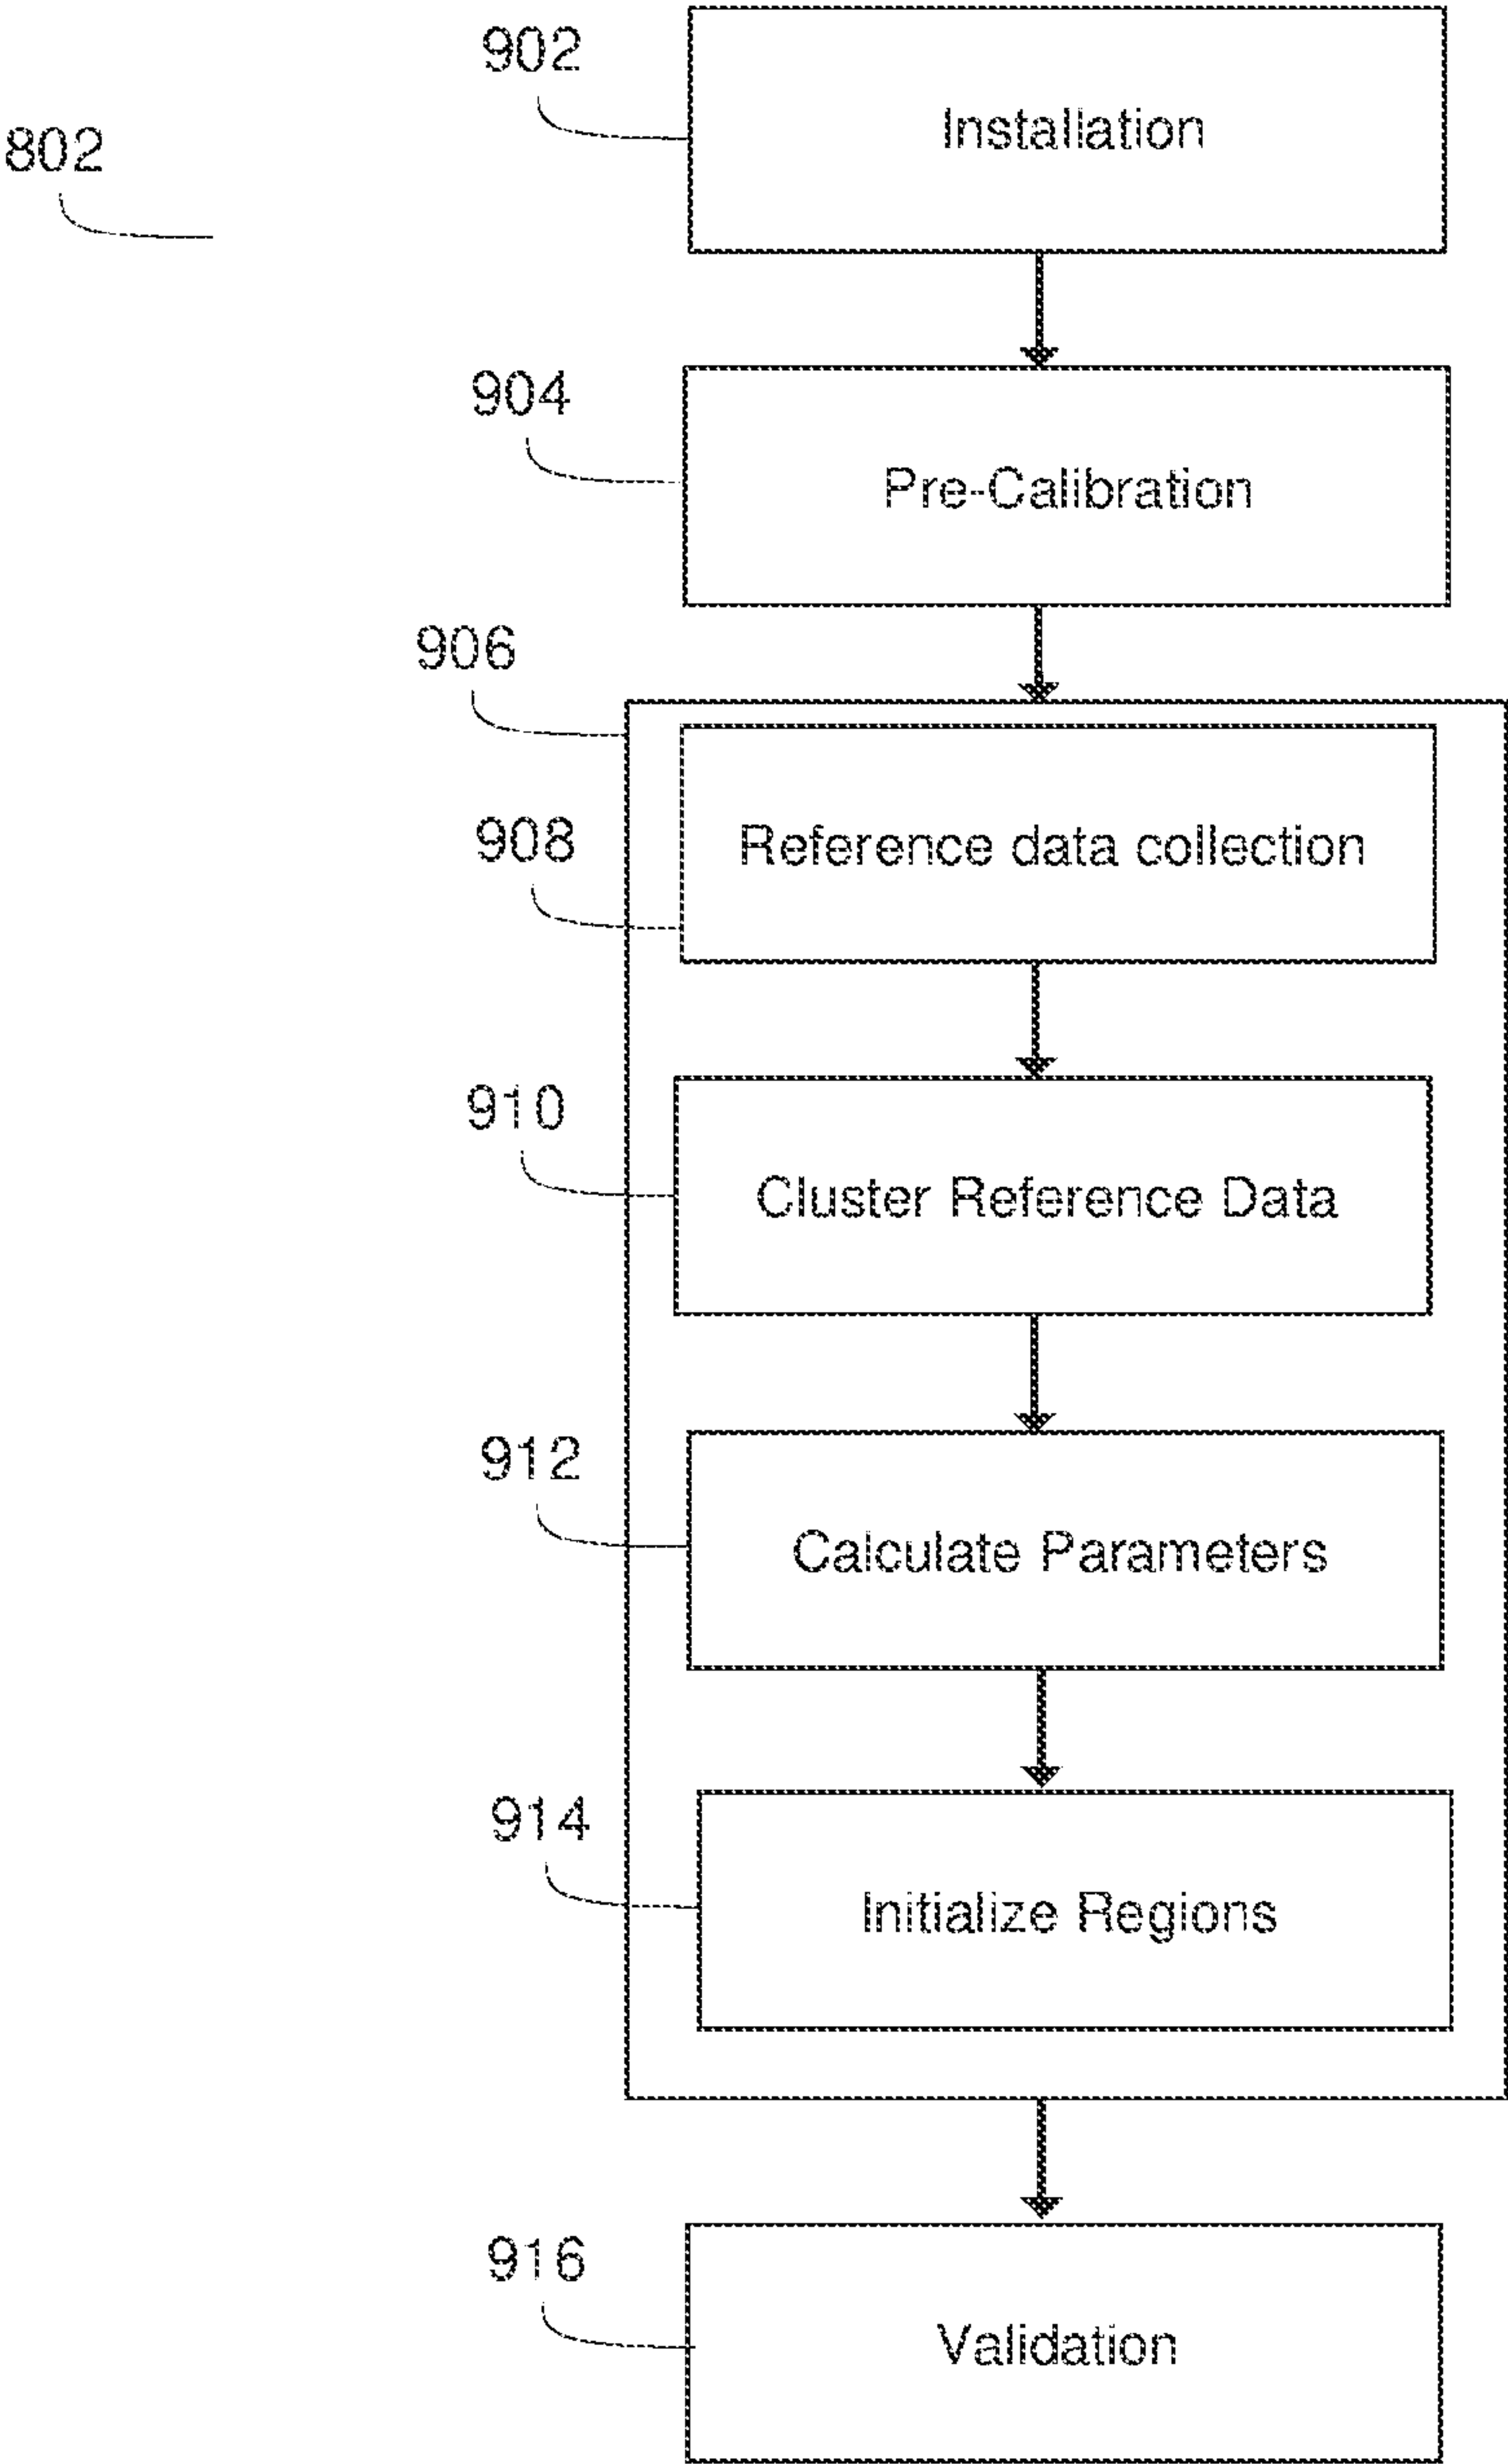 902
Installation
802
904
Pre-Calibration
906
908
Reference data collection
910
Cluster Reference Data
912
Calculate Parameters
914
Initialize Regions
916
Validation